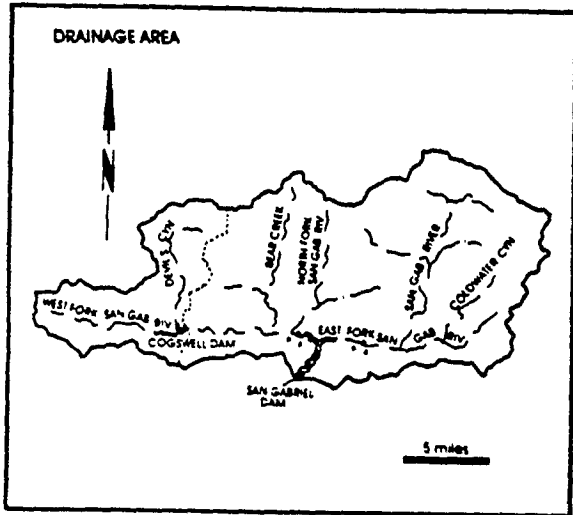 DRAINAGE AREA
N
DEVIL'S CYN
BEAR CREEK
NORTH FORK
SAN GAB RIV
SAN GAB RIVER
COLDWATER CYN
WEST FORK SAN GAB RIV
COGSWELL DAM
EAST FORK SAN GAB RIV
SAN GABRIEL
DAM
5 miles